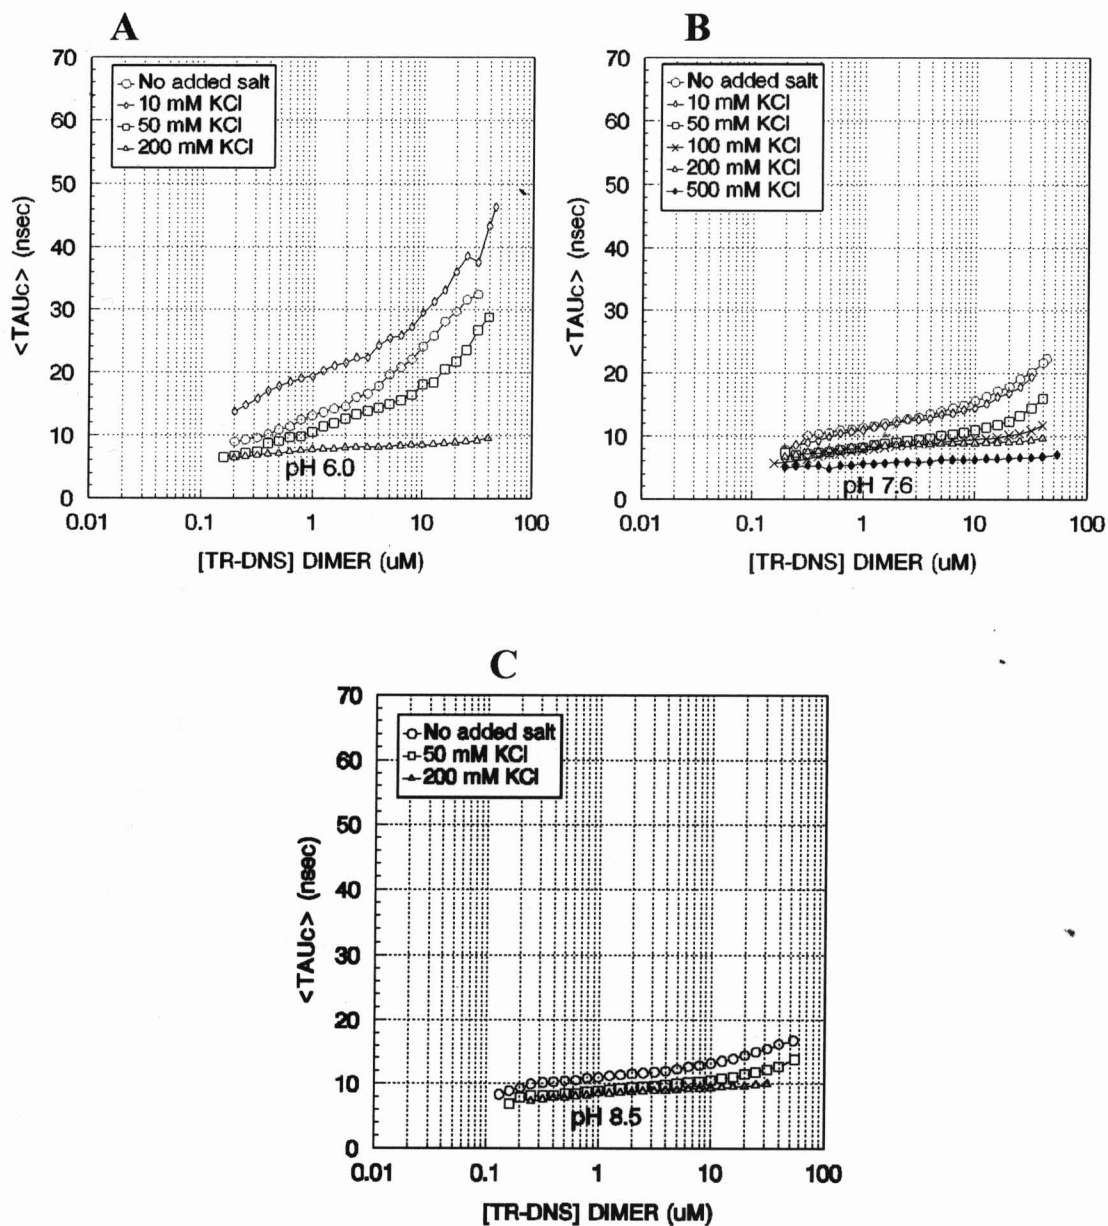 A
70
60
50
40
30
20
10
0
<TAUc> (nsec)
No added salt
10 mM KCl
50 mM KCl
200 mM KCl
pH 6.0
0.01 0.1 1 10 100
[TR-DNS] DIMER (uM)
B
70
60
50
40
30
20
10
0
<TAUc> (nsec)
No added salt
10 mM KCl
50 mM KCl
100 mM KCl
200 mM KCl
500 mM KCl
pH 7.6
0.01 0.1 1 10 100
[TR-DNS] DIMER (uM)
C
70
60
50
40
30
20
10
0
<TAUc> (nsec)
No added salt
50 mM KCl
200 mM KCl
pH 8.5
0.01 0.1 1 10 100
[TR-DNS] DIMER (uM)